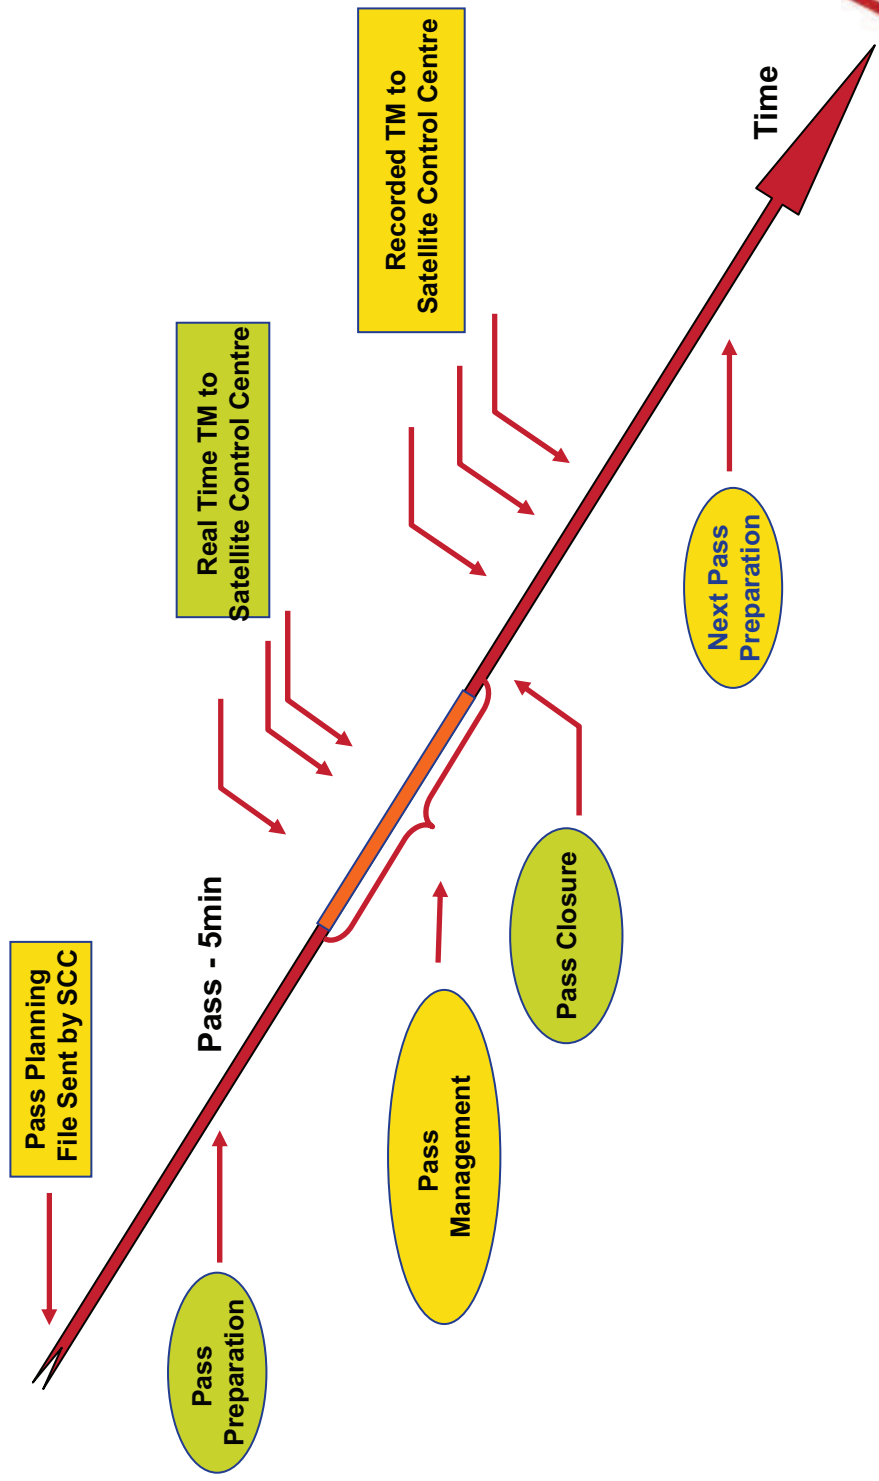 Pass Planning
File Sent by SCC
Pass - 5min
Real Time TM to
Satellite Control Centre
Recorded TM to
Satellite Control Centre
Time
Pass
Preparation
Pass
Management
Pass Closure
Next Pass
Preparation